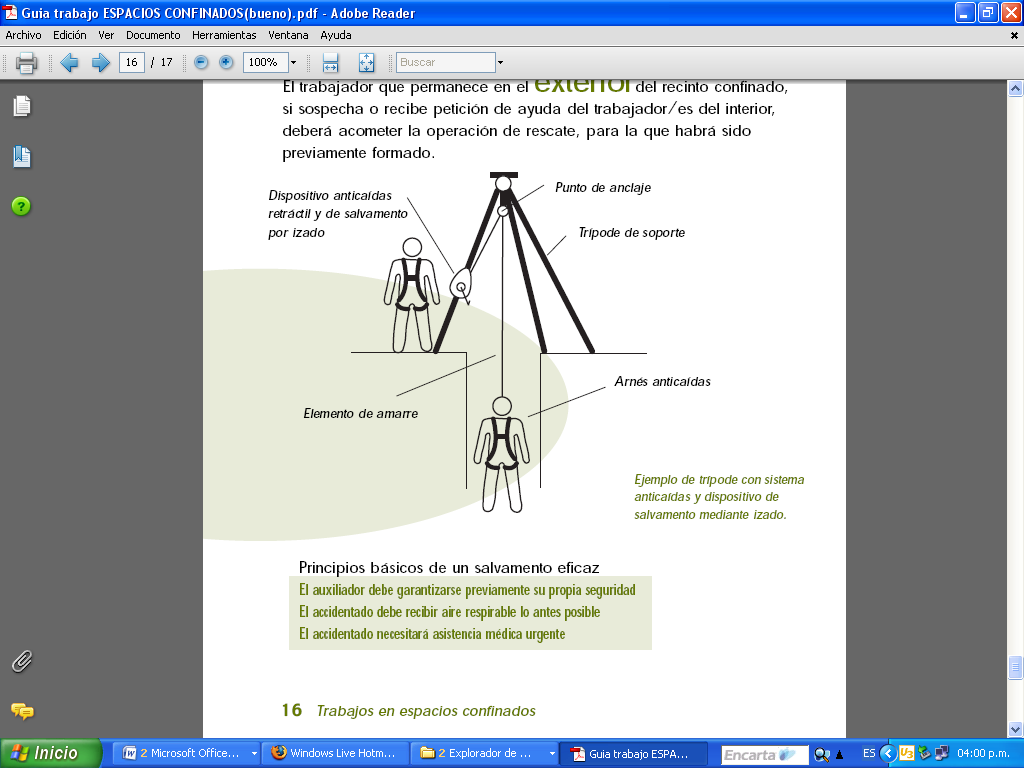 Guia trabajo ESPACIOS CONFINADOS(bueno).pdf - Adobe Reader
Archivo Edición Ver Documento Herramientas Ventana Ayuda
16 / 17 100% Buscar
El trabajador que permanece en el exterior del recinto confinado,
si sospecha o recibe petición de ayuda del trabajador/es del interior,
deberá acometer la operación de rescate, para la que habrá sido
previamente formado.
Dispositivo anticaídas
retráctil y de salvamento
por izado
Punto de anclaje
Trípode de soporte
Arnés anticaídas
Elemento de amarre
Ejemplo de trípode con sistema
anticaídas y dispositivo de
salvamento mediante izado.
Principios básicos de un salvamento eficaz
El auxiliador debe garantizarse previamente su propia seguridad
El accidentado debe recibir aire respirable lo antes posible
El accidentado necesitará asistencia médica urgente
16 Trabajos en espacios confinados
Inicio 2 Microsoft Office... Windows Live Hotm... 2 Explorador de ... Guia trabajo ESPA... Encarta ES U3 04:00 p.m.